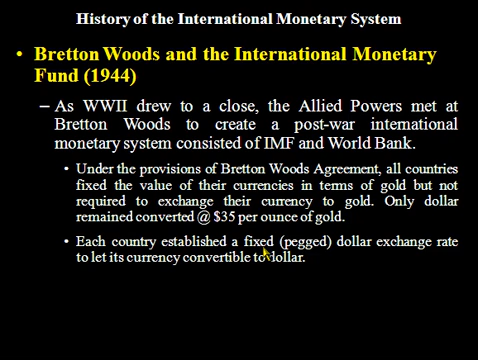 History of the International Monetary System
• Bretton Woods and the International Monetary
Fund (1944)
– As WWII drew to a close, the Allied Powers met at
Bretton Woods to create a post-war international
monetary system consisted of IMF and World Bank.
• Under the provisions of Bretton Woods Agreement, all countries
fixed the value of their currencies in terms of gold but not
required to exchange their currency to gold. Only dollar
remained converted @ $35 per ounce of gold.
• Each country established a fixed (pegged) dollar exchange rate
to let its currency convertible to dollar.